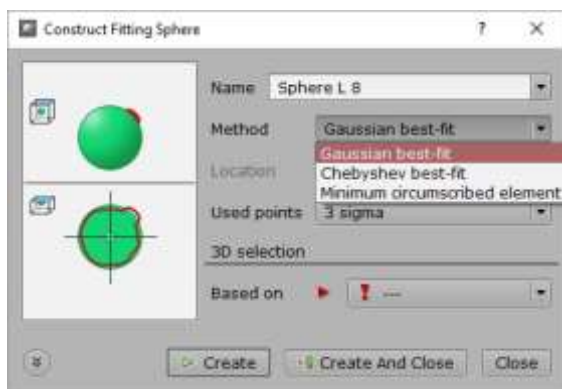 Construct Fitting Sphere ?
Name Sphere L 8
Method Gaussian best-fit
Gaussian best-fit
Chebyshev best-fit
Location
Minimum circumscribed element
Used points 3 sigma
3D selection
Based on ! ---
Create Create And Close Close